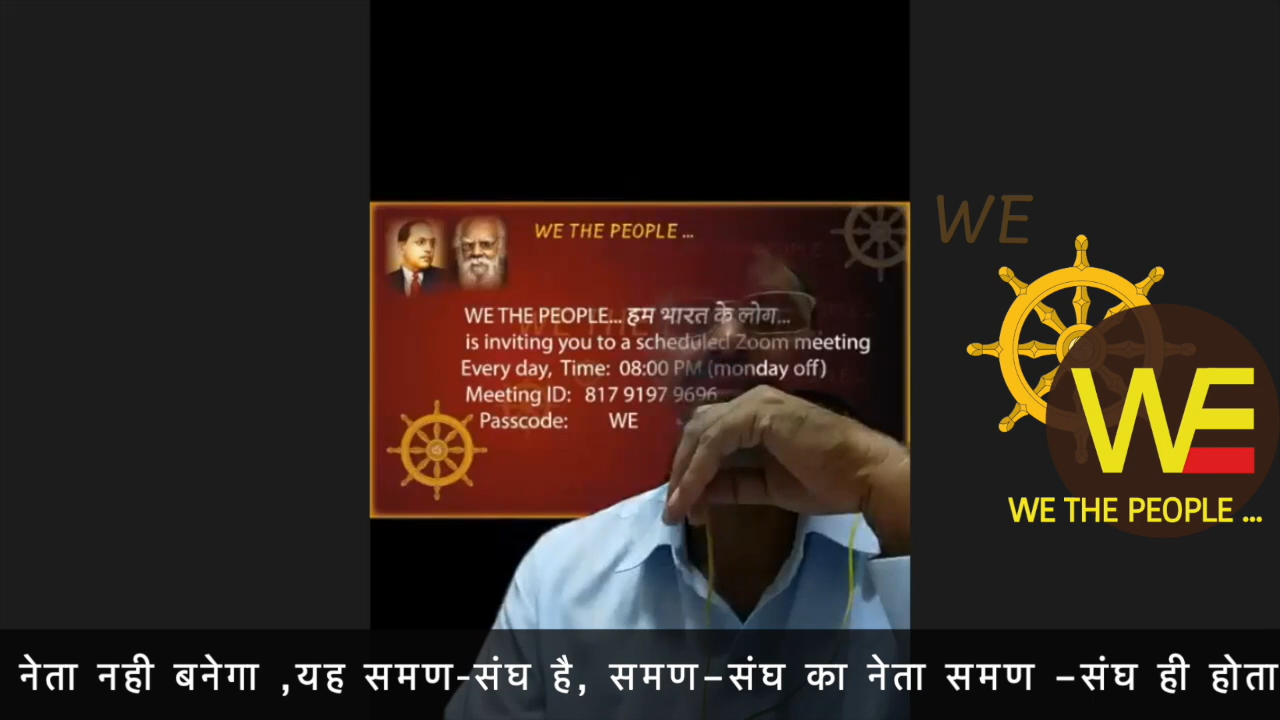 WE THE PEOPLE ...
WE THE PEOPLE... हम भारत के लोग...
is inviting you to a scheduled Zoom meeting
Every day, Time: 08:00 PM (monday off)
Meeting ID: 817 9197 9696
Passcode: WE
WE
WE
WE THE PEOPLE ...
नेता नही बनेगा ,यह समण-संघ है, समण–संघ का नेता समण –संघ ही होता